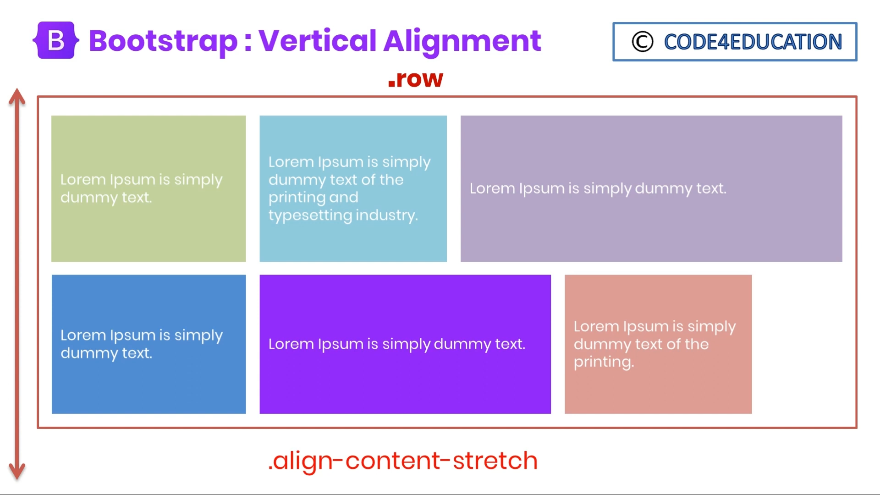 B Bootstrap : Vertical Alignment
© CODE4EDUCATION
.row
Lorem Ipsum is simply
dummy text.
Lorem Ipsum is simply
dummy text of the
printing and
typesetting industry.
Lorem Ipsum is simply dummy text.
Lorem Ipsum is simply
dummy text.
Lorem Ipsum is simply dummy text.
Lorem Ipsum is simply
dummy text of the
printing.
.align-content-stretch